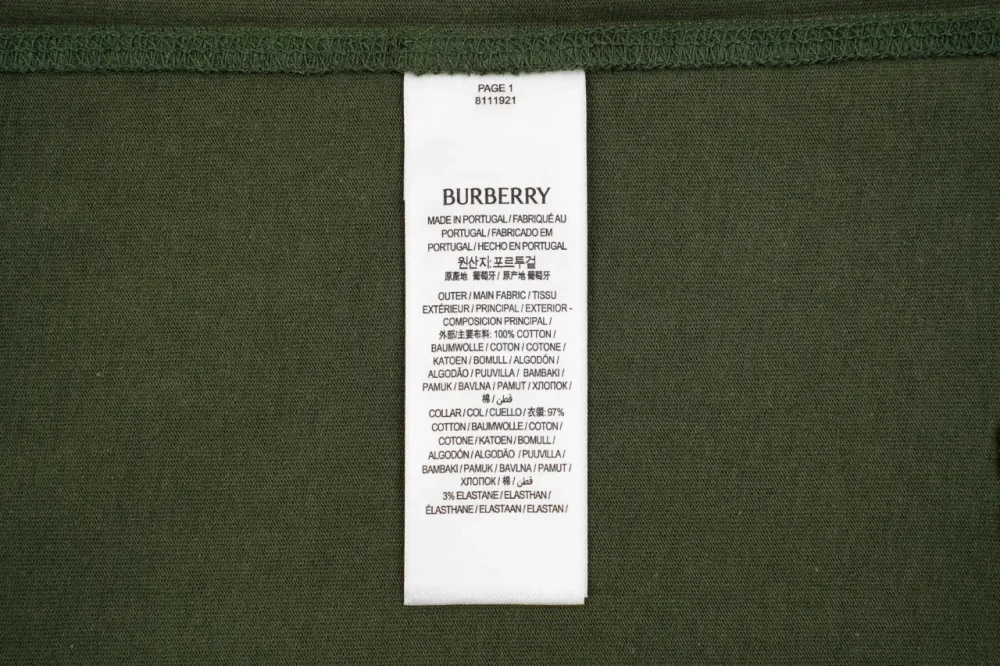 PAGE 1
8111921
BURBERRY
MADE IN PORTUGAL / FABRIQUÉ AU
PORTUGAL / FABRICADO EM
PORTUGAL / HECHO EN PORTUGAL
원산지: 포르투걸
原產地 葡萄牙 / 原产地 葡萄牙
OUTER / MAIN FABRIC / TISSU
EXTÉRIEUR / PRINCIPAL / EXTERIOR -
COMPOSICION PRINCIPAL /
外部/主要布料: 100% COTTON /
BAUMWOLLE / COTON / COTONE /
KATOEN / BOMULL / ALGODÓN /
ALGODÃO / PUUVILLA / BAMBAKI /
PAMUK / BAVLNA / PAMUT / ХЛОПОК /
棉 / قطن
COLLAR / COL / CUELLO / 衣領: 97%
COTTON / BAUMWOLLE / COTON /
COTONE / KATOEN / BOMULL /
ALGODÓN / ALGODÃO / PUUVILLA /
BAMBAKI / PAMUK / BAVLNA / PAMUT /
ХЛОПОК / 棉 / قطن
3% ELASTANE / ELASTHAN /
ÉLASTHANE / ELASTAAN / ELASTAN /